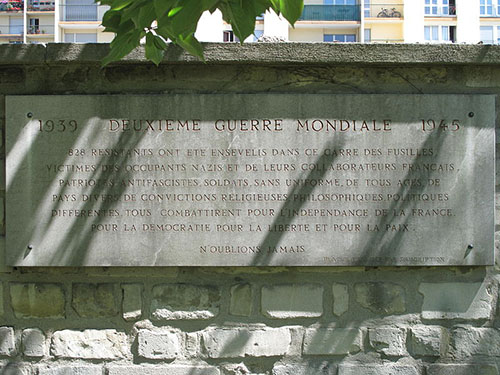 1939 DEUXIEME GUERRE MONDIALE 1945
828 RESISTANTS ONT ETE ENSEVELIS DANS CE CARRE DES FUSILLES,
VICTIMES DES OCCUPANTS NAZIS ET DE LEURS COLLABORATEURS FRANCAIS,
PATRIOTES ANTIFASCISTES, SOLDATS, SANS UNIFORME, DE TOUS AGES, DE
PAYS DIVERS, DE CONVICTIONS RELIGIEUSES PHILOSOPHIQUES, POLITIQUES
DIFFERENTES, TOUS COMBATTIRENT POUR L'INDEPENDANCE DE LA FRANCE,
POUR LA DEMOCRATIE POUR LA LIBERTE ET POUR LA PAIX.
N'OUBLIONS JAMAIS
PAR SOUSCRIPTION